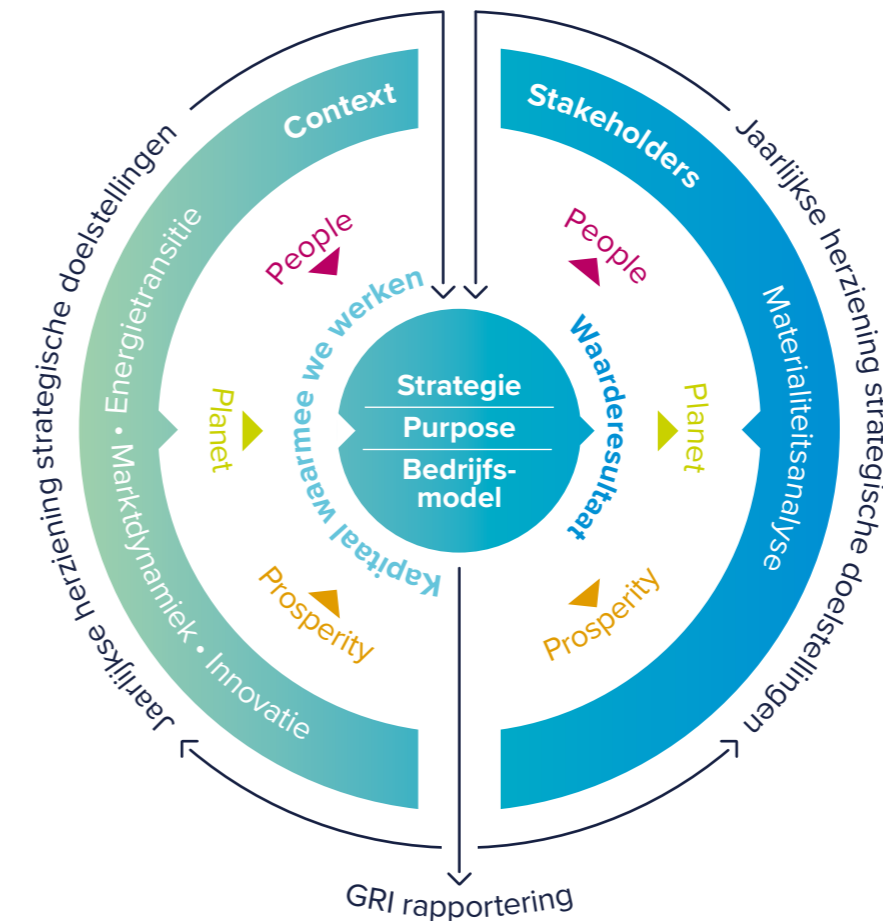 Context
Stakeholders
Jaarlijkse herziening strategische doelstellingen
Marktdynamiek • Energietransitie
• Innovatie
People
Planet
Prosperity
Kapitaal waarmee we werken
Strategie
Purpose
Bedrijfs-
model
Waarderesultaat
People
Planet
Prosperity
Materialiteitsanalyse
Jaarlijkse herziening strategische doelstellingen
GRI rapportering